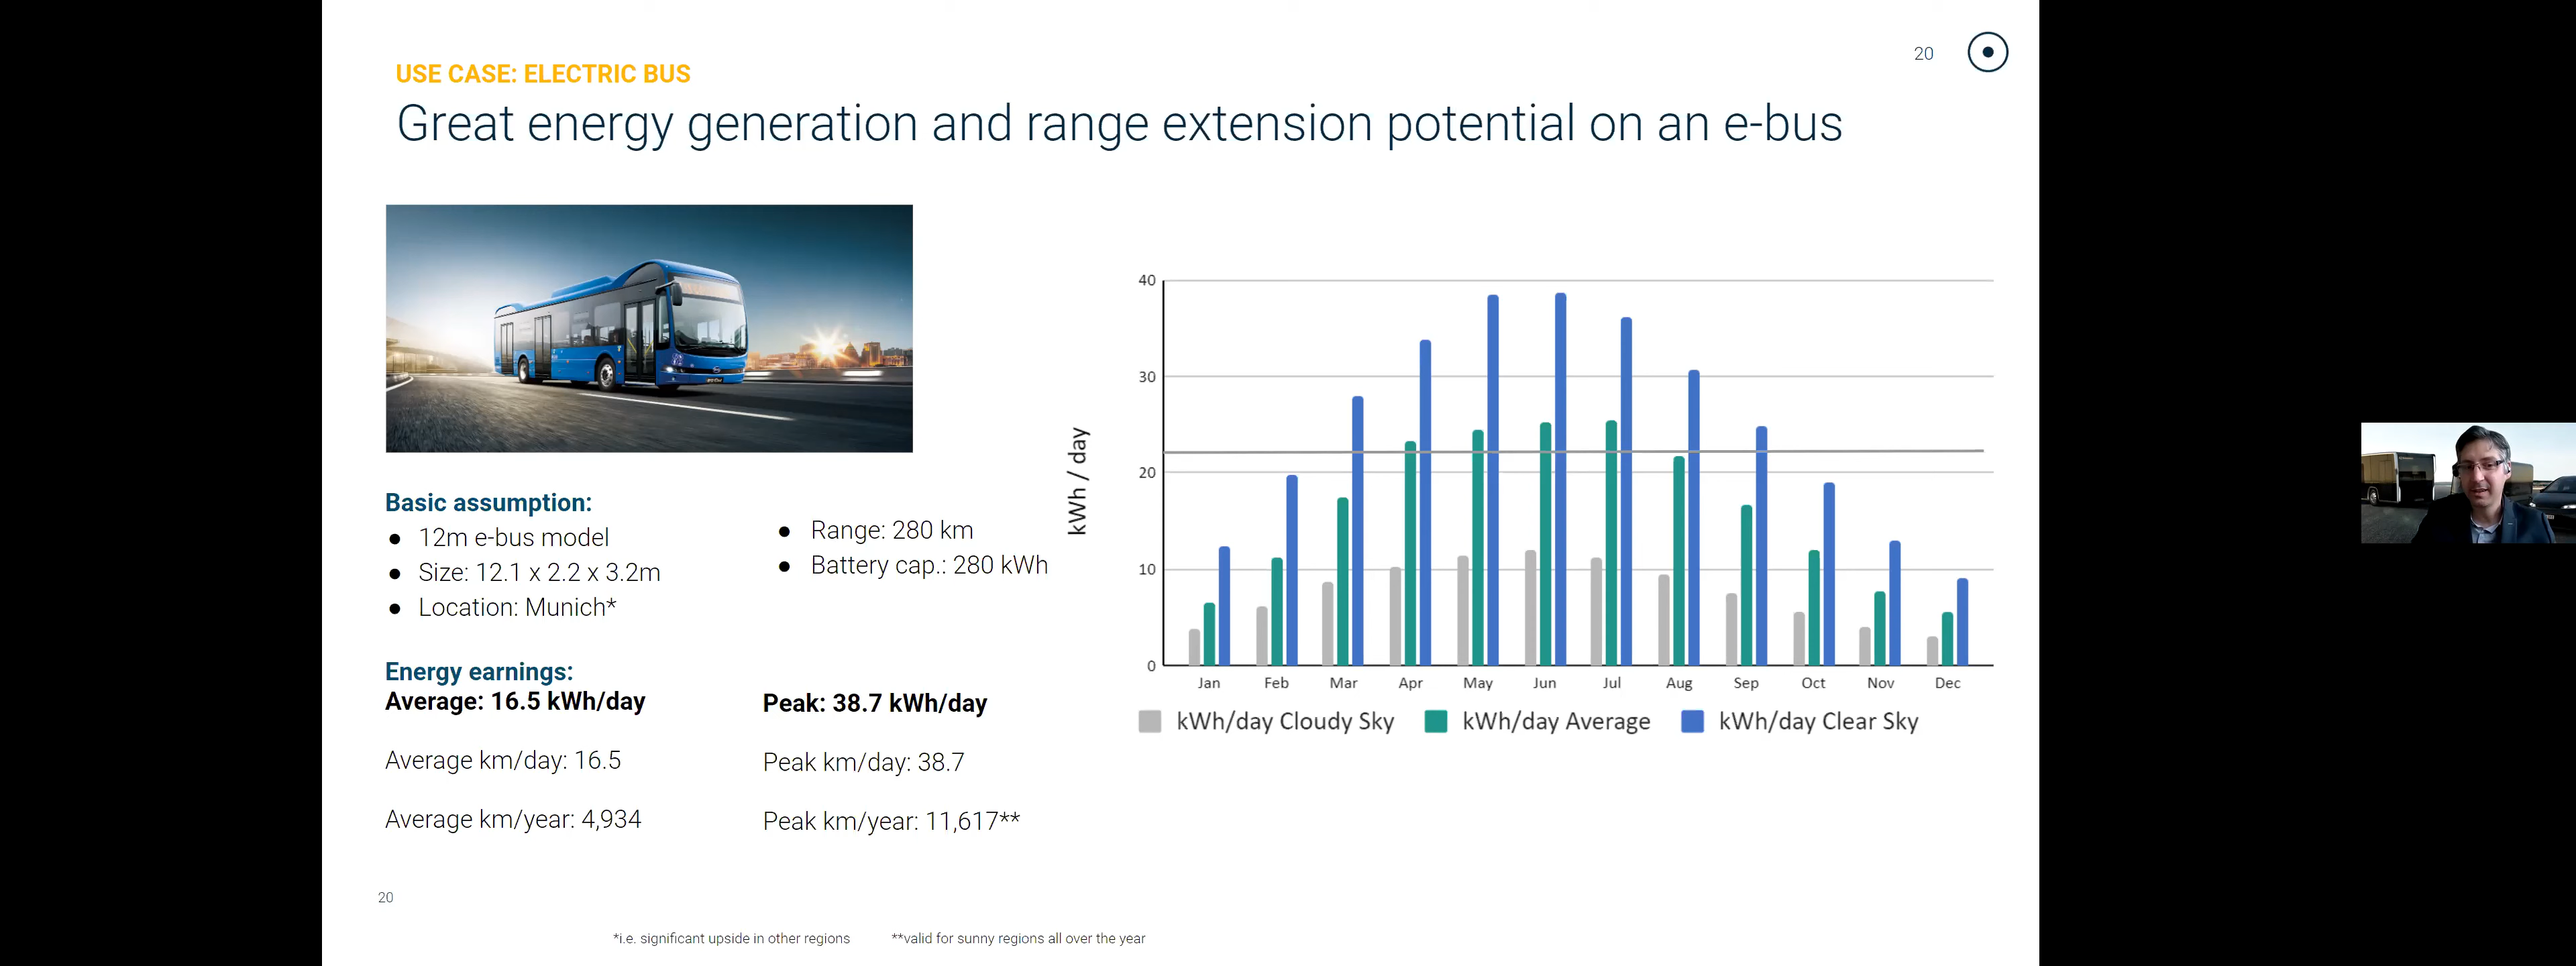 20
USE CASE: ELECTRIC BUS
Great energy generation and range extension potential on an e-bus
Basic assumption:
● 12m e-bus model
● Size: 12.1 x 2.2 x 3.2m
● Location: Munich*
● Range: 280 km
● Battery cap.: 280 kWh
Energy earnings:
Average: 16.5 kWh/day
Peak: 38.7 kWh/day
Average km/day: 16.5
Peak km/day: 38.7
Average km/year: 4,934
Peak km/year: 11,617**
kWh / day
40
30
20
10
0
Jan Feb Mar Apr May Jun Jul Aug Sep Oct Nov Dec
kWh/day Cloudy Sky kWh/day Average kWh/day Clear Sky
20
*i.e. significant upside in other regions **valid for sunny regions all over the year